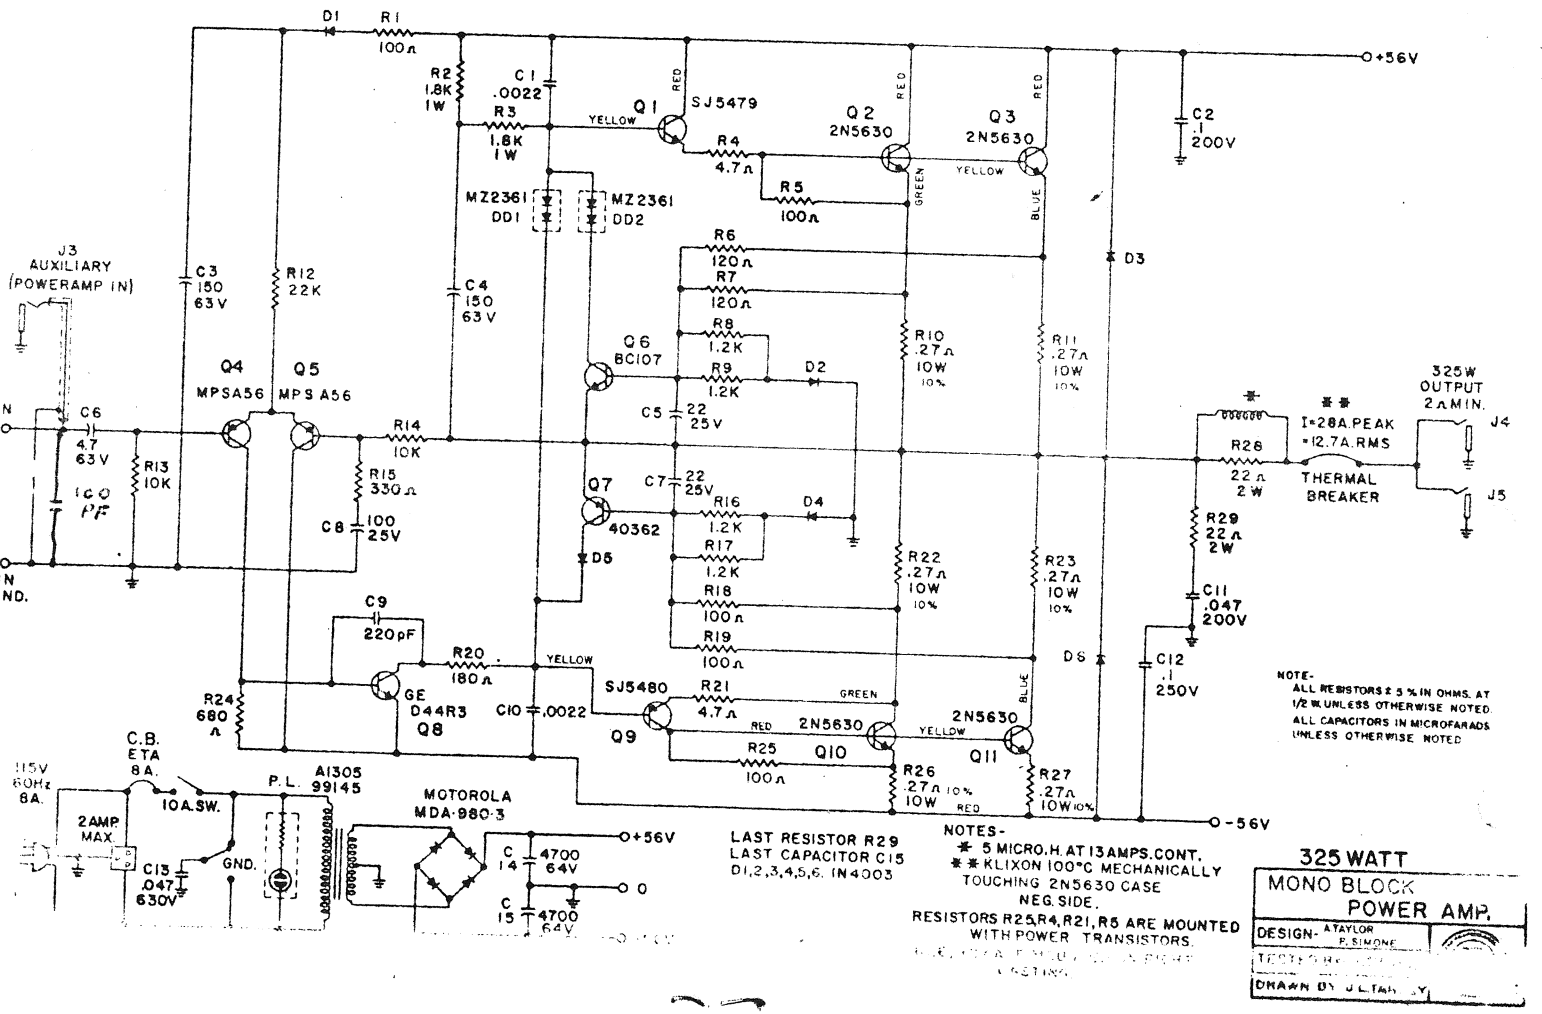 D1
R1
100Ω
+56V
R2
1.8K
1W
C1
.0022
R3
1.8K
1W
YELLOW
Q1
RED
SJ5479
R4
4.7Ω
R5
100Ω
Q2
2N5630
RED
GREEN
Q3
2N5630
RED
YELLOW
BLUE
C2
.1
200V
MZ2361
DD1
MZ2361
DD2
J3
AUXILIARY
(POWERAMP IN)
C3
150
63V
R12
22K
C4
150
63V
R6
120Ω
R7
120Ω
R8
1.2K
R9
1.2K
D2
D3
Q6
BC107
C5
22
25V
R10
.27Ω
10W
10%
R11
.27Ω
10W
10%
Q4
MPSA56
Q5
MPSA56
N
C6
4.7
63V
R13
10K
100
PF
R14
10K
R15
330Ω
C8
100
25V
N
ND.
Q7
40362
C7
22
25V
R16
1.2K
D4
R17
1.2K
R18
100Ω
R19
100Ω
D5
R22
.27Ω
10W
10%
R23
.27Ω
10W
10%
*
R28
22Ω
2W
**
I=28A.PEAK
=12.7A.RMS
THERMAL
BREAKER
325W
OUTPUT
2ΩMIN.
J4
J5
R29
22Ω
2W
C11
.047
200V
C12
.1
250V
C9
220pF
R20
180Ω
YELLOW
R24
680
Ω
GE
D44R3
Q8
C10
.0022
SJ5480
Q9
R21
4.7Ω
RED
R25
100Ω
GREEN
2N5630
Q10
YELLOW
2N5630
Q11
BLUE
R26
.27Ω 10%
10W
RED
R27
.27Ω
10W 10%
-56V
NOTE-
ALL RESISTORS ± 5 % IN OHMS. AT
1/2 W. UNLESS OTHERWISE NOTED.
ALL CAPACITORS IN MICROFARADS
UNLESS OTHERWISE NOTED
115V
60Hz
8A.
C.B.
ETA
8A.
10A.SW.
2AMP
MAX.
C13
.047
630V
GND.
P.L.
A1305
99145
MOTOROLA
MDA-980-3
+56V
C
14
4700
64V
0
C
15
4700
64V
LAST RESISTOR R29
LAST CAPACITOR C15
D1,2,3,4,5,6. IN4003
NOTES-
* 5 MICRO.H. AT 13AMPS.CONT.
** KLIXON 100°C MECHANICALLY
TOUCHING 2N5630 CASE
NEG. SIDE.
RESISTORS R25,R4,R21,R5 ARE MOUNTED
WITH POWER TRANSISTORS.
325 WATT
MONO BLOCK
POWER AMP.
DESIGN- A.TAYLOR
P. SIMONE
DRAWN BY